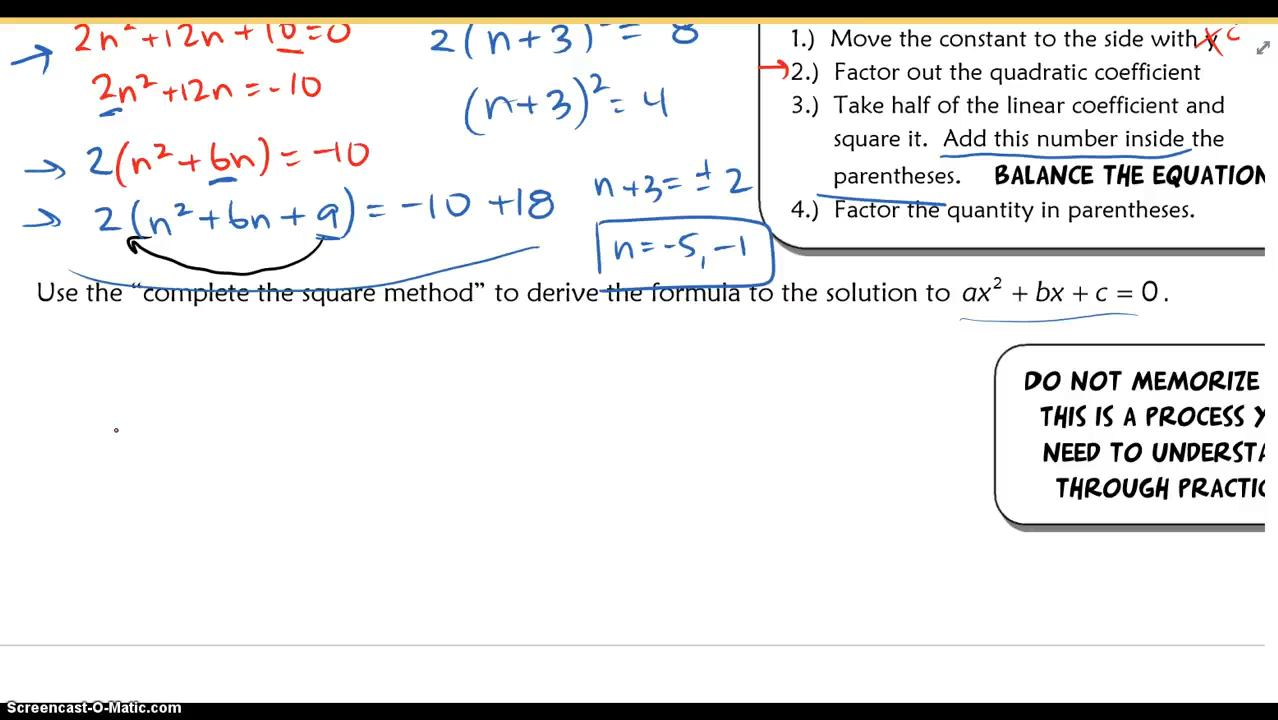 2n² + 12n + 10 = 0
2n² + 12n = -10
2(n² + 6n) = -10
2(n² + 6n + 9) = -10 + 18
2(n + 3)² = 8
(n + 3)² = 4
n + 3 = ± 2
n = -5, -1
1.) Move the constant to the side with y c
2.) Factor out the quadratic coefficient
3.) Take half of the linear coefficient and
square it. Add this number inside the
parentheses. BALANCE THE EQUATION
4.) Factor the quantity in parentheses.
Use the “complete the square method” to derive the formula to the solution to ax² + bx + c = 0.
DO NOT MEMORIZE
THIS IS A PROCESS
NEED TO
THROUGH
Screencast-O-Matic.com